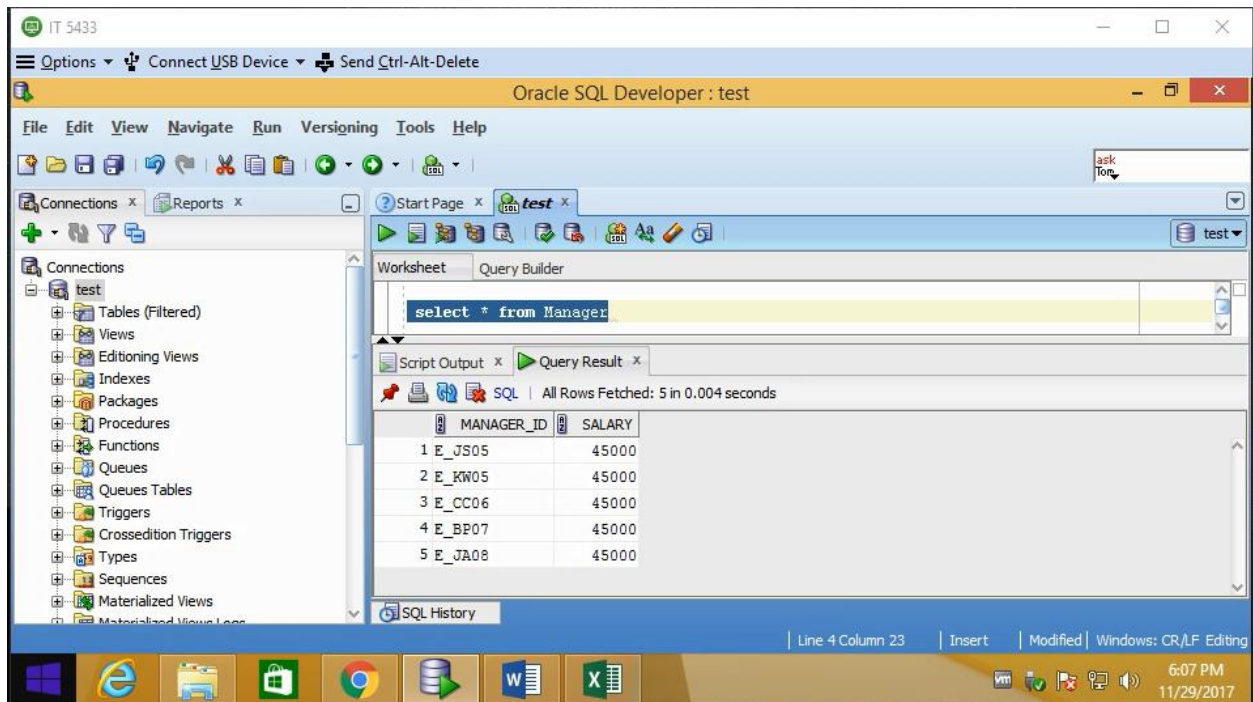 IT 5433
Options Connect USB Device Send Ctrl-Alt-Delete
Oracle SQL Developer : test
File Edit View Navigate Run Versioning Tools Help
ask
Tom
Connections x Reports x Start Page x test x
test
Worksheet Query Builder
select * from Manager
Connections
test
Tables (Filtered)
Views
Editioning Views
Indexes
Packages
Procedures
Functions
Queues
Queues Tables
Triggers
Crossedition Triggers
Types
Sequences
Materialized Views
Materialized Views Logs
Script Output x Query Result x
SQL | All Rows Fetched: 5 in 0.004 seconds
MANAGER_ID SALARY
1 E_JS05 45000
2 E_KW05 45000
3 E_CC06 45000
4 E_BP07 45000
5 E_JA08 45000
SQL History
Line 4 Column 23 | Insert | Modified | Windows: CR/LF Editing
6:07 PM
11/29/2017